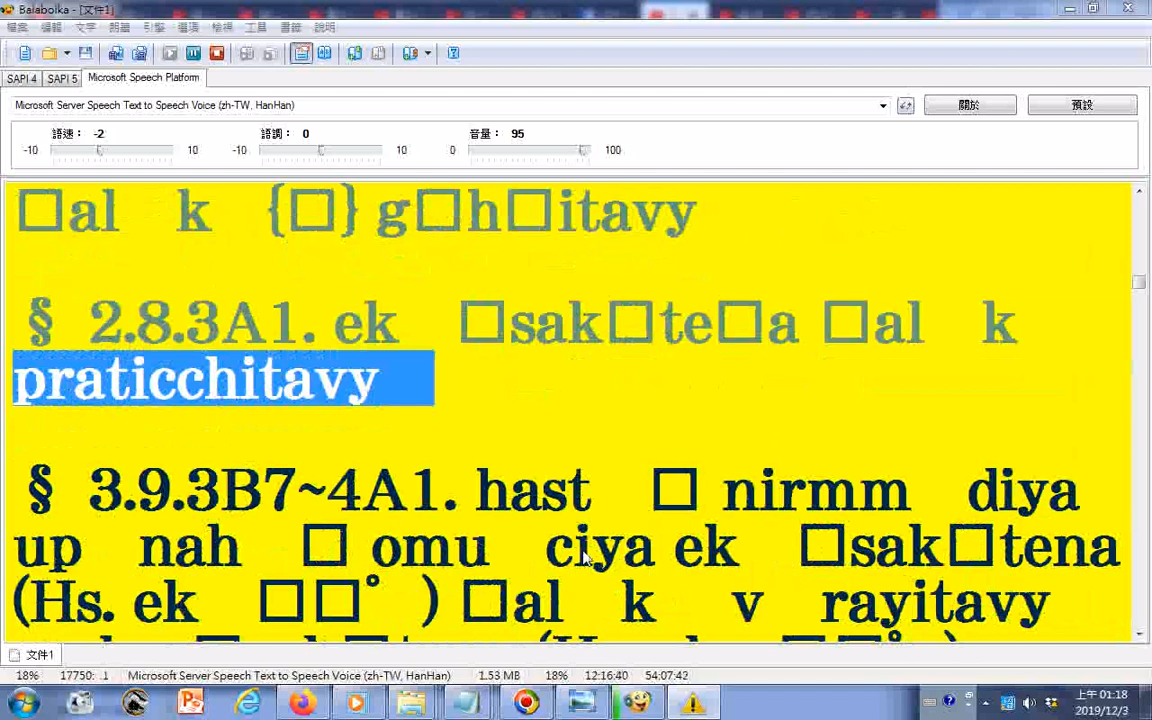 Balabolka - [文件1]
檔案 編輯 文字 朗讀 引擎 選項 檢視 工具 書籤 說明
SAPI 4 SAPI 5 Microsoft Speech Platform
Microsoft Server Speech Text to Speech Voice (zh-TW, HanHan) 關於 預設
語速： -2 語調： 0 音量： 95
-10 10 -10 10 0 100
□al k {□} g□h□itavy
§ 2.8.3A1. ek □sak□te□a □al k
praticchitavy
§ 3.9.3B7~4A1. hast □ nirmm diya
up nah □ omu ciya ek □sak□tena
(Hs. ek □□° ) □al k v rayitavy
文件1
18% 17750: .1 Microsoft Server Speech Text to Speech Voice (zh-TW, HanHan) 1.53 MB 18% 12:16:40 54:07:42
上午 01:18
2019/12/3